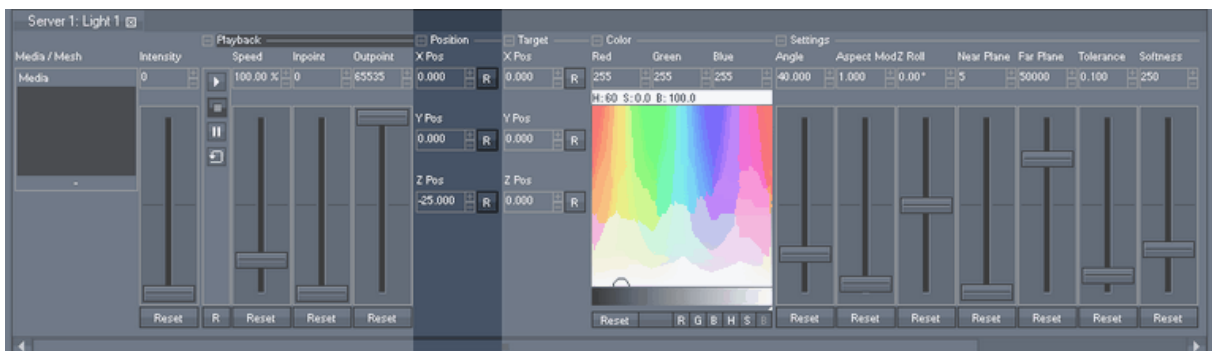 Server 1: Light 1
Playback Position Target Color Settings
Media / Mesh Intensity Speed Inpoint Outpoint X Pos X Pos Red Green Blue Angle Aspect Mod Z Roll Near Plane Far Plane Tolerance Softness
Media 0 100.00 % 0 65535 0.000 R 0.000 R 255 255 255 40.000 1.000 0.00° 5 50000 0.100 250
H: 60 S: 0.0 B: 100.0
Y Pos Y Pos
0.000 R 0.000 R
Z Pos Z Pos
-25.000 R 0.000 R
Reset R Reset Reset Reset Reset R G B H S B Reset Reset Reset Reset Reset Reset Reset